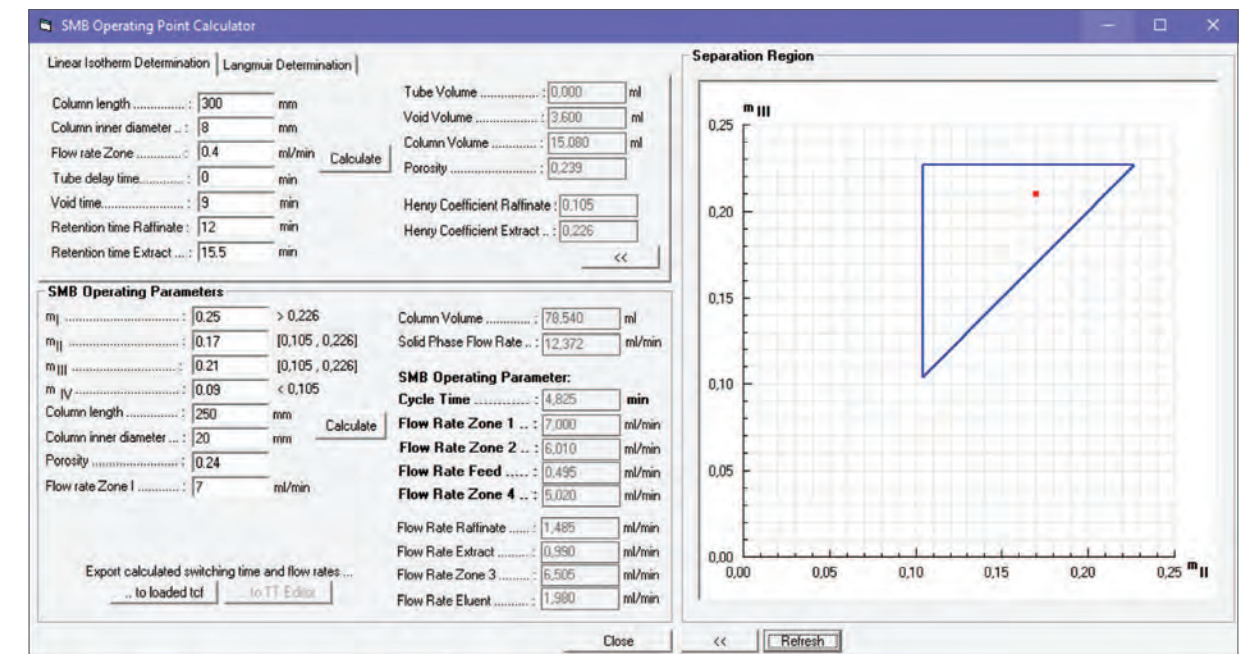 SMB Operating Point Calculator
Linear Isotherm Determination Langmuir Determination
Column length ............... : 300 mm
Column inner diameter .. : 8 mm
Flow rate Zone ............. : 0.4 ml/min
Tube delay time............. : 0 min
Void time........................ : 9 min
Retention time Raffinate : 12 min
Retention time Extract ... : 15.5 min
Calculate
Tube Volume ................ : 0,000 ml
Void Volume ................. : 3,600 ml
Column Volume ............. : 15,080 ml
Porosity ........................ : 0,239
Henry Coefficient Raffinate : 0,105
Henry Coefficient Extract .. : 0,226
<<
SMB Operating Parameters
mI ................................ : 0.25 > 0,226
mII ................................ : 0.17 [0,105 , 0,226]
mIII ............................... : 0.21 [0,105 , 0,226]
m IV ............................. : 0.09 < 0,105
Column length ................ : 250 mm
Column inner diameter ... : 20 mm
Porosity ......................... : 0.24
Flow rate Zone I ............ : 7 ml/min
Calculate
Export calculated switching time and flow rates ...
.. to loaded tcf .. to TT Editor
Column Volume ............ : 78,540 ml
Solid Phase Flow Rate .. : 12,372 ml/min
SMB Operating Parameter:
Cycle Time ............. : 4,825 min
Flow Rate Zone 1 .. : 7,000 ml/min
Flow Rate Zone 2 .. : 6,010 ml/min
Flow Rate Feed ..... : 0,495 ml/min
Flow Rate Zone 4 .. : 5,020 ml/min
Flow Rate Raffinate ...... : 1,485 ml/min
Flow Rate Extract ......... : 0,990 ml/min
Flow Rate Zone 3 ......... : 6,505 ml/min
Flow Rate Eluent .......... : 1,980 ml/min
Separation Region
m III
0,25
0,20
0,15
0,10
0,05
0,00
0,00 0,05 0,10 0,15 0,20 0,25 m II
Close << Refresh